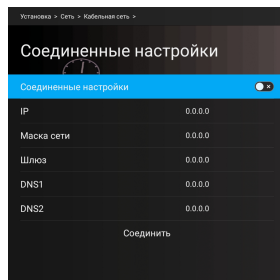 Установка > Сеть > Кабельная сеть >
Соединенные настройки
Соединенные настройки
IP 0.0.0.0
Маска сети 0.0.0.0
Шлюз 0.0.0.0
DNS1 0.0.0.0
DNS2 0.0.0.0
Соединить